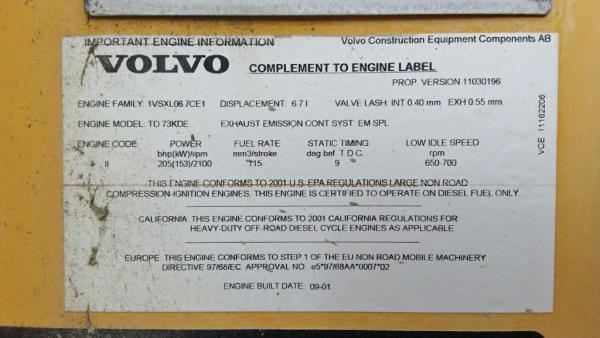 IMPORTANT ENGINE INFORMATION Volvo Construction Equipment Components AB
VOLVO COMPLEMENT TO ENGINE LABEL
PROP. VERSION 11030196
ENGINE FAMILY: 1VSXL06.7CE1 DISPLACEMENT: 6.7 l VALVE LASH: INT 0.40 mm EXH 0.55 mm
ENGINE MODEL: TD 73KDE EXHAUST EMISSION CONT SYST: EM SPL
ENGINE CODE POWER FUEL RATE STATIC TIMING LOW IDLE SPEED
bhp(kW)/rpm mm3/stroke deg bef T.D.C. rpm
II 205(153)/2100 115 9 650-700
THIS ENGINE CONFORMS TO 2001 U.S. EPA REGULATIONS LARGE NON ROAD
COMPRESSION-IGNITION ENGINES. THIS ENGINE IS CERTIFIED TO OPERATE ON DIESEL FUEL ONLY
CALIFORNIA: THIS ENGINE CONFORMS TO 2001 CALIFORNIA REGULATIONS FOR
HEAVY-DUTY OFF-ROAD DIESEL CYCLE ENGINES AS APPLICABLE
EUROPE: THIS ENGINE CONFORMS TO STEP 1 OF THE EU NON ROAD MOBILE MACHINERY
DIRECTIVE 97/68/EC. APPROVAL NO: e5*97/68AA*0007*02
ENGINE BUILT DATE: 09-01
VCE 11162206